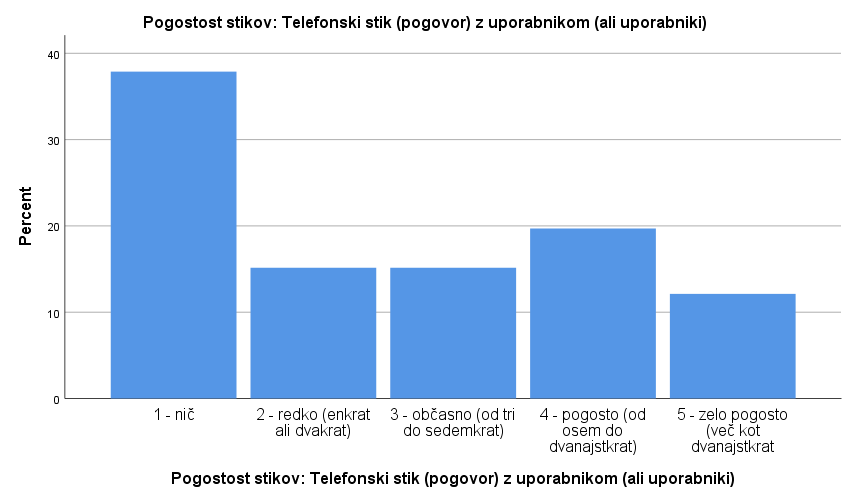 Pogostost stikov: Telefonski stik (pogovor) z uporabnikom (ali uporabniki)
40
30
20
10
0
Percent
1 - nič
2 - redko (enkrat
ali dvakrat)
3 - občasno (od tri
do sedemkrat)
4 - pogosto (od
osem do
dvanajstkrat)
5 - zelo pogosto
(več kot
dvanajstkrat
Pogostost stikov: Telefonski stik (pogovor) z uporabnikom (ali uporabniki)